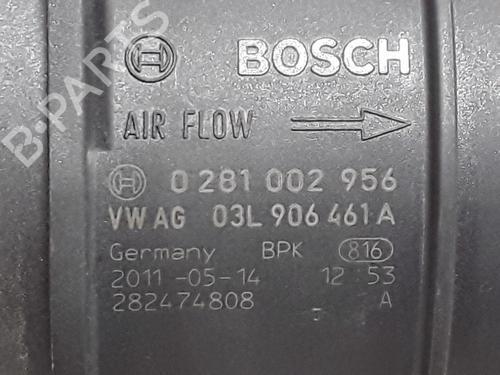 BOSCH
AIR FLOW
0 281 002 956
VW AG 03L 906 461 A
Germany BPK 816
2011-05-14 12 53
282474808 A
B-PARTS